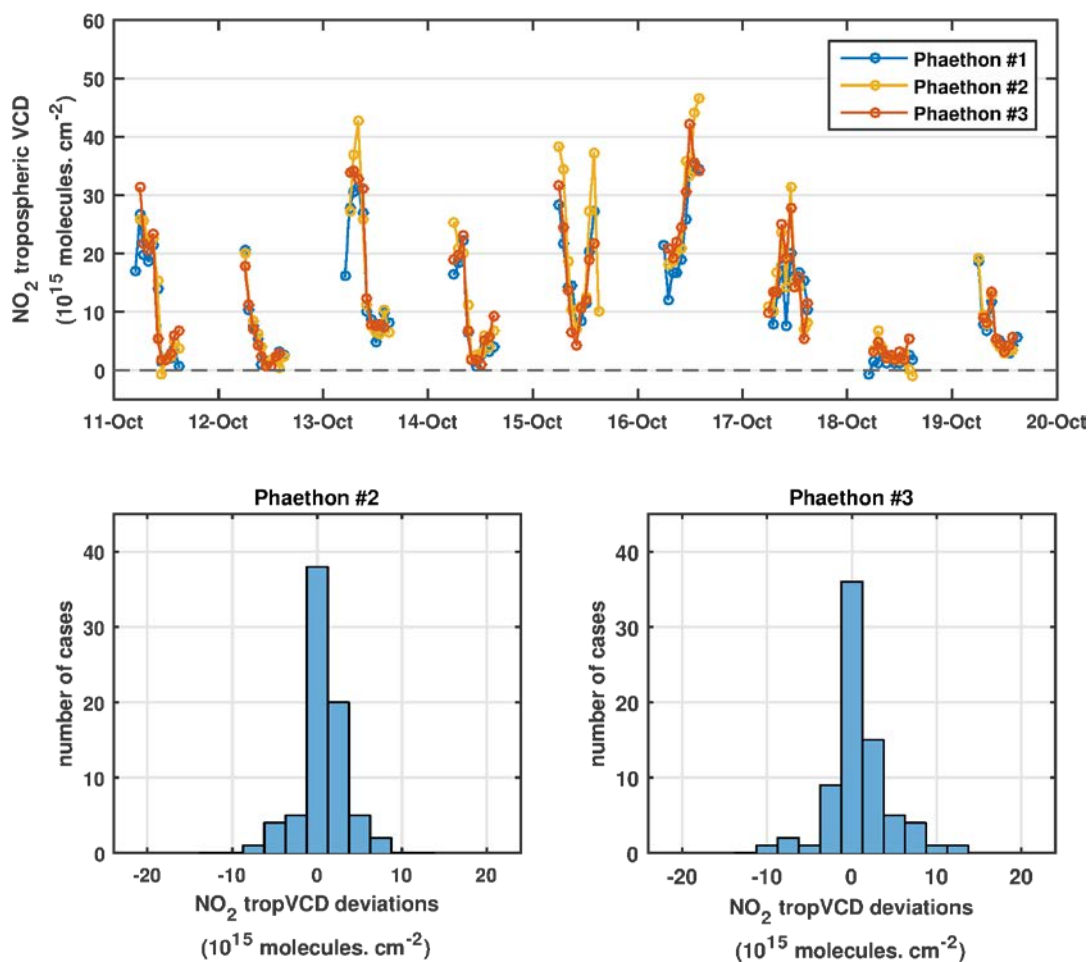 NO2 tropospheric VCD
(10^15 molecules. cm^-2)
60
50
40
30
20
10
0
Phaethon #1
Phaethon #2
Phaethon #3
11-Oct 12-Oct 13-Oct 14-Oct 15-Oct 16-Oct 17-Oct 18-Oct 19-Oct 20-Oct
Phaethon #2
number of cases
40
30
20
10
0
-20 -10 0 10 20
NO2 tropVCD deviations
(10^15 molecules. cm^-2)
Phaethon #3
number of cases
40
30
20
10
0
-20 -10 0 10 20
NO2 tropVCD deviations
(10^15 molecules. cm^-2)